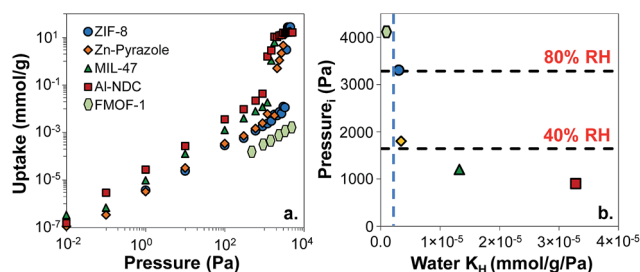 ZIF-8
Zn-Pyrazole
MIL-47
Al-NDC
FMOF-1
Uptake (mmol/g)
10¹
10⁻¹
10⁻³
10⁻⁵
10⁻⁷
10⁻²
10⁰
10²
10⁴
Pressure (Pa)
a.
Pressureᵢ (Pa)
4000
3000
2000
1000
0
80% RH
40% RH
b.
0.0
1×10⁻⁵
2×10⁻⁵
3×10⁻⁵
4×10⁻⁵
Water K_H (mmol/g/Pa)